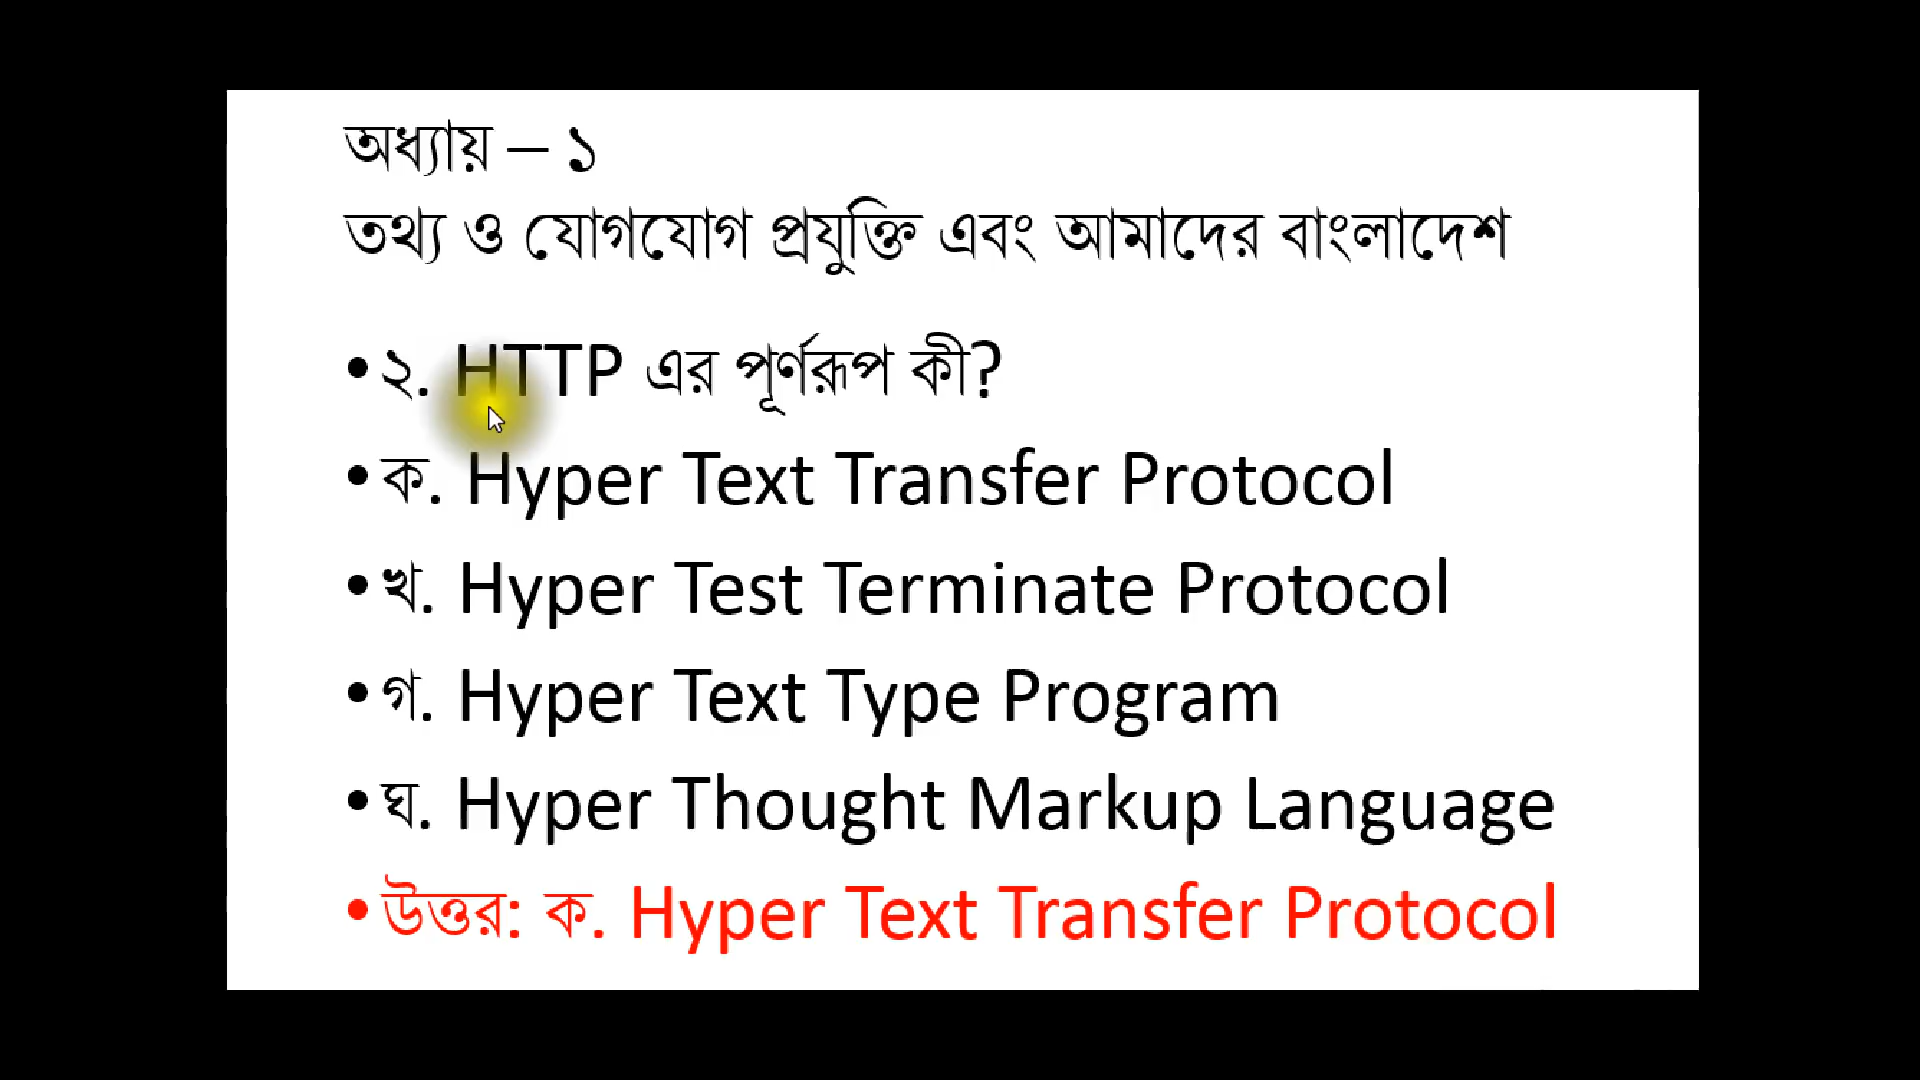 অধ্যায় – ১
তথ্য ও যোগযোগ প্রযুক্তি এবং আমাদের বাংলাদেশ
• ২. HTTP এর পূর্ণরূপ কী?
• ক. Hyper Text Transfer Protocol
• খ. Hyper Test Terminate Protocol
• গ. Hyper Text Type Program
• ঘ. Hyper Thought Markup Language
• উত্তর: ক. Hyper Text Transfer Protocol